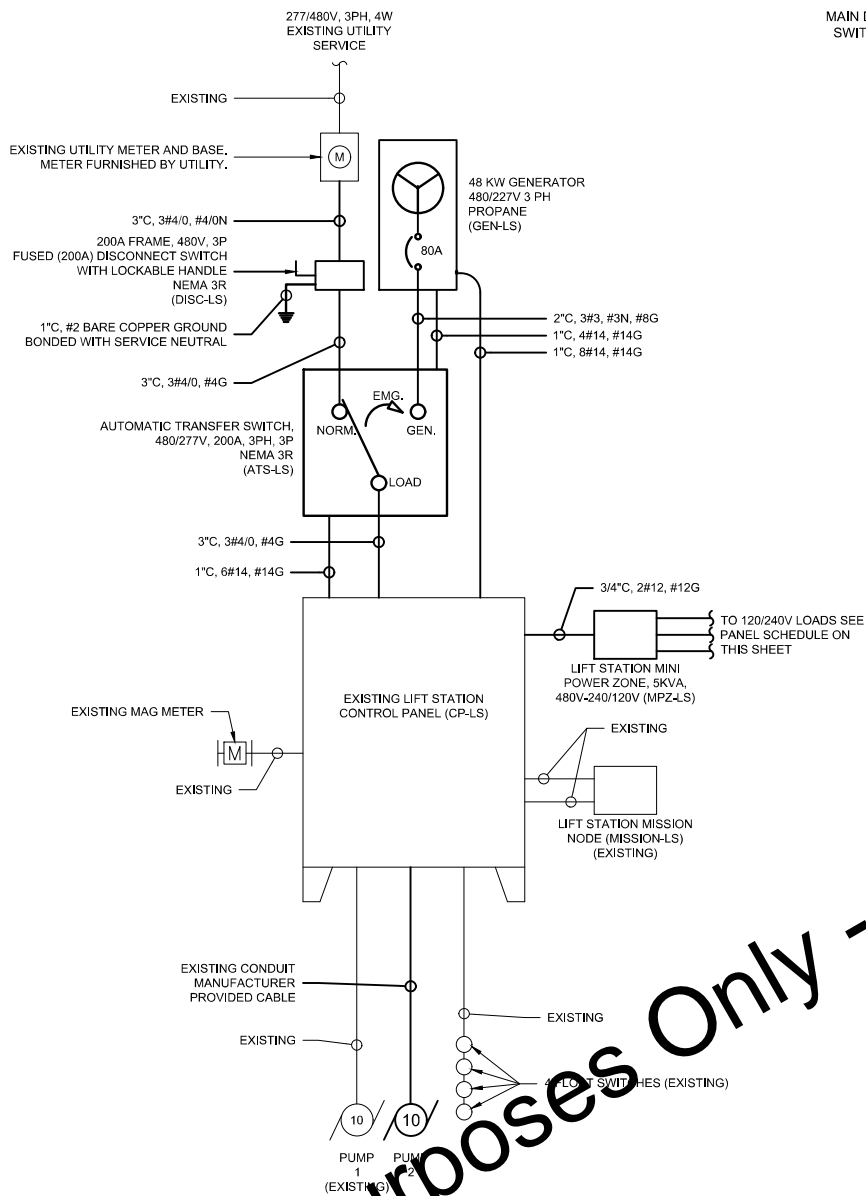 277/480V, 3PH, 4W
EXISTING UTILITY
SERVICE
MAIN
SWIT
EXISTING
EXISTING UTILITY METER AND BASE.
METER FURNISHED BY UTILITY.
M
48 KW GENERATOR
480/227V 3 PH
PROPANE
(GEN-LS)
80A
3"C, 3#4/0, #4/0N
200A FRAME, 480V, 3P
FUSED (200A) DISCONNECT SWITCH
WITH LOCKABLE HANDLE
NEMA 3R
(DISC-LS)
1"C, #2 BARE COPPER GROUND
BONDED WITH SERVICE NEUTRAL
2"C, 3#3, #3N, #8G
1"C, 4#14, #14G
1"C, 8#14, #14G
3"C, 3#4/0, #4G
AUTOMATIC TRANSFER SWITCH,
480/277V, 200A, 3PH, 3P
NEMA 3R
(ATS-LS)
EMG.
NORM.
GEN.
LOAD
3"C, 3#4/0, #4G
1"C, 6#14, #14G
3/4"C, 2#12, #12G
TO 120/240V LOADS SEE
PANEL SCHEDULE ON
THIS SHEET
LIFT STATION MINI
POWER ZONE, 5KVA,
480V-240/120V (MPZ-LS)
EXISTING LIFT STATION
CONTROL PANEL (CP-LS)
EXISTING MAG METER
M
EXISTING
EXISTING
LIFT STATION MISSION
NODE (MISSION-LS)
(EXISTING)
EXISTING CONDUIT
MANUFACTURER
PROVIDED CABLE
EXISTING
EXISTING
4 FLOAT SWITCHES (EXISTING)
10
10
PUMP
1
(EXISTING)
PUMP
2
urposes Only -